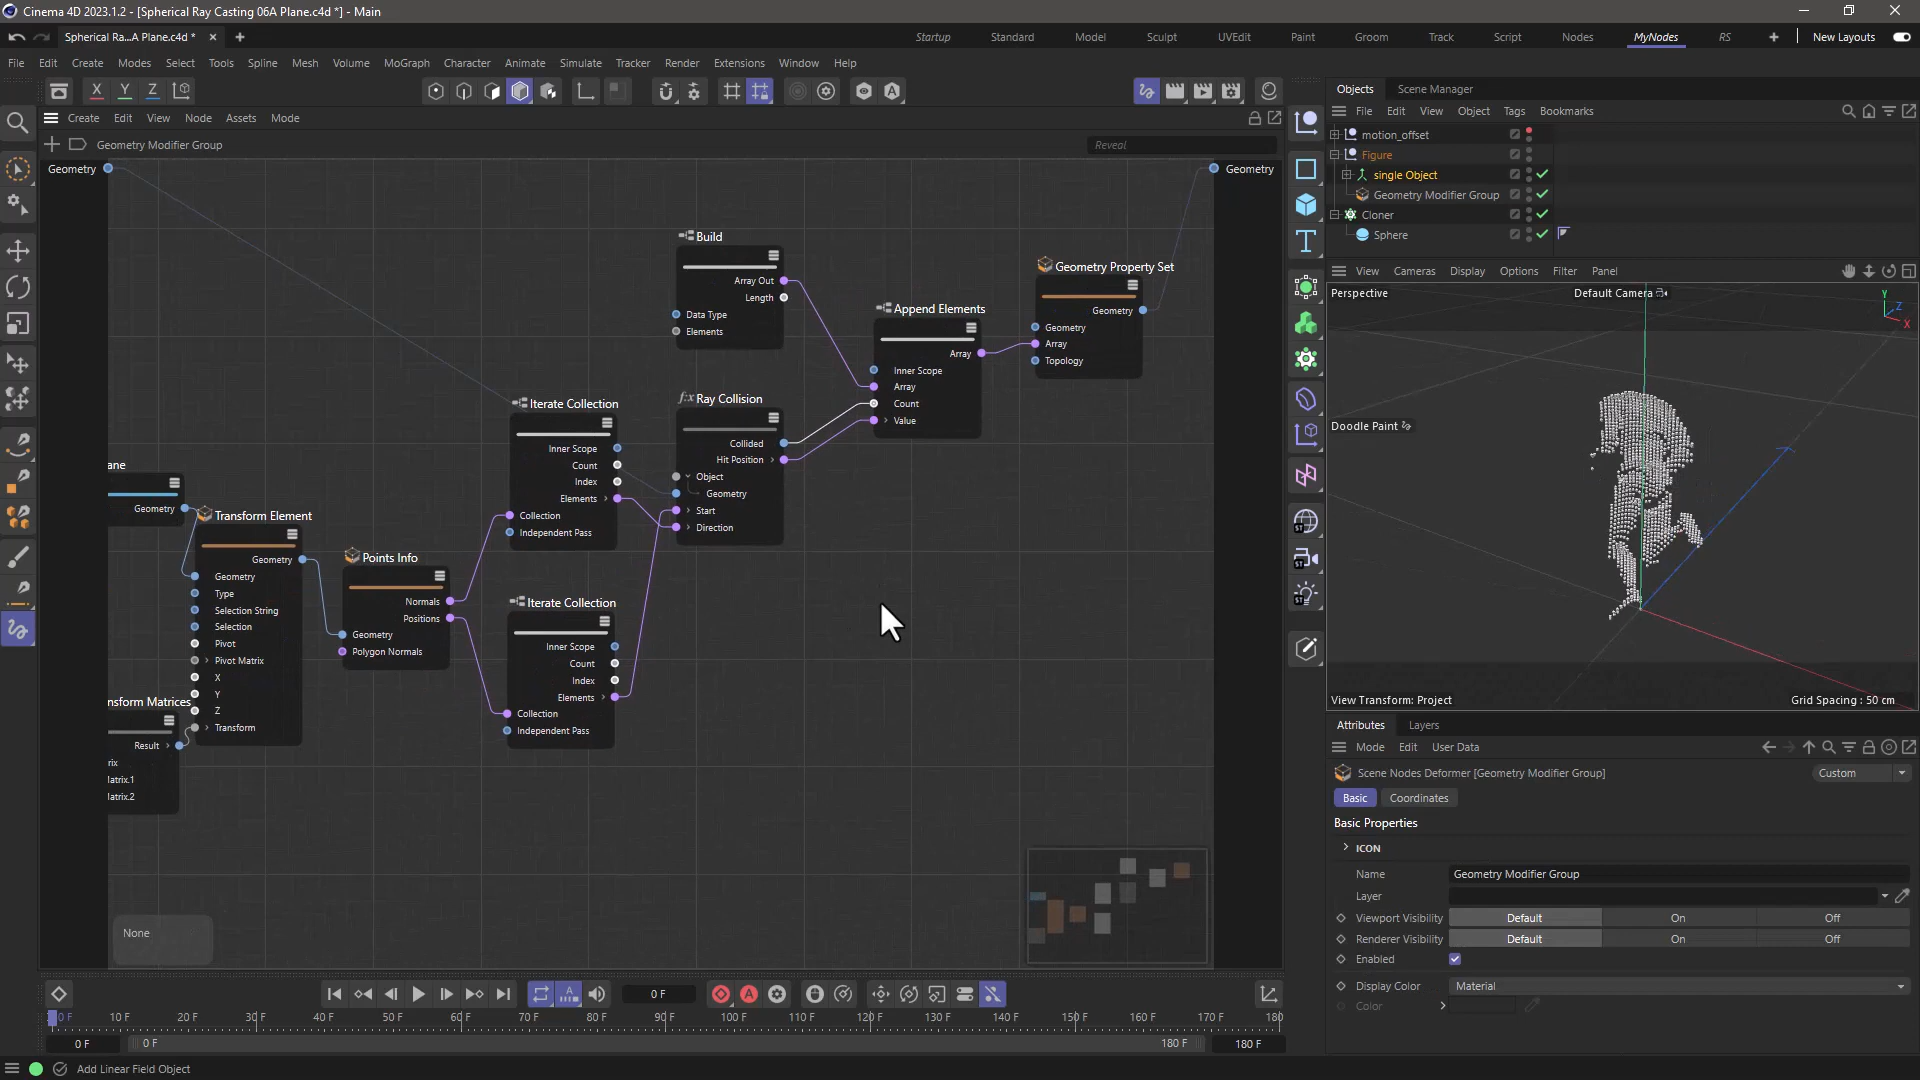 Cinema 4D 2023.1.2 - [Spherical Ray Casting 06A Plane.c4d *] - Main
Spherical Ra...A Plane.c4d *
Startup Standard Model Sculpt UVEdit Paint Groom Track Script Nodes MyNodes RS New Layouts
File Edit Create Modes Select Tools Spline Mesh Volume MoGraph Character Animate Simulate Tracker Render Extensions Window Help
X Y Z
Create Edit View Node Assets Mode
Geometry Modifier Group
Reveal
Geometry
Geometry
Build
Array Out
Length
Data Type
Elements
Append Elements
Array
Inner Scope
Array
Count
Value
Geometry Property Set
Geometry
Geometry
Array
Topology
Iterate Collection
Inner Scope
Count
Index
Elements
Collection
Independent Pass
f:x Ray Collision
Collided
Hit Position
Object
Geometry
Start
Direction
ane
Geometry
Transform Element
Geometry
Geometry
Type
Selection String
Selection
Pivot
Pivot Matrix
X
Y
Z
Transform
Points Info
Normals
Positions
Geometry
Polygon Normals
Iterate Collection
Inner Scope
Count
Index
Elements
Collection
Independent Pass
nsform Matrices
Result
rix
latrix.1
latrix.2
None
Objects Scene Manager
File Edit View Object Tags Bookmarks
motion_offset
Figure
single Object
Geometry Modifier Group
Cloner
Sphere
View Cameras Display Options Filter Panel
Perspective
Default Camera
Y
Z
X
Doodle Paint
View Transform: Project
Grid Spacing : 50 cm
Attributes Layers
Mode Edit User Data
Scene Nodes Deformer [Geometry Modifier Group]
Custom
Basic Coordinates
Basic Properties
ICON
Name Geometry Modifier Group
Layer
Viewport Visibility Default On Off
Renderer Visibility Default On Off
Enabled
Display Color Material
Color
0 F
0 F 10 F 20 F 30 F 40 F 50 F 60 F 70 F 80 F 90 F 100 F 110 F 120 F 130 F 140 F 150 F 160 F 170 F 180
0 F 0 F 180 F 180 F
Add Linear Field Object